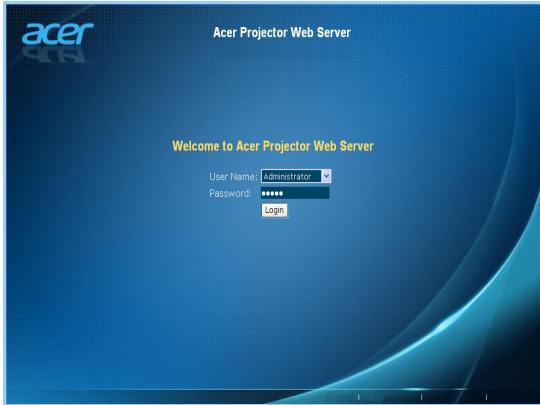 acer
Acer Projector Web Server
Welcome to Acer Projector Web Server
User Name: Administrator
Password: •••••
Login